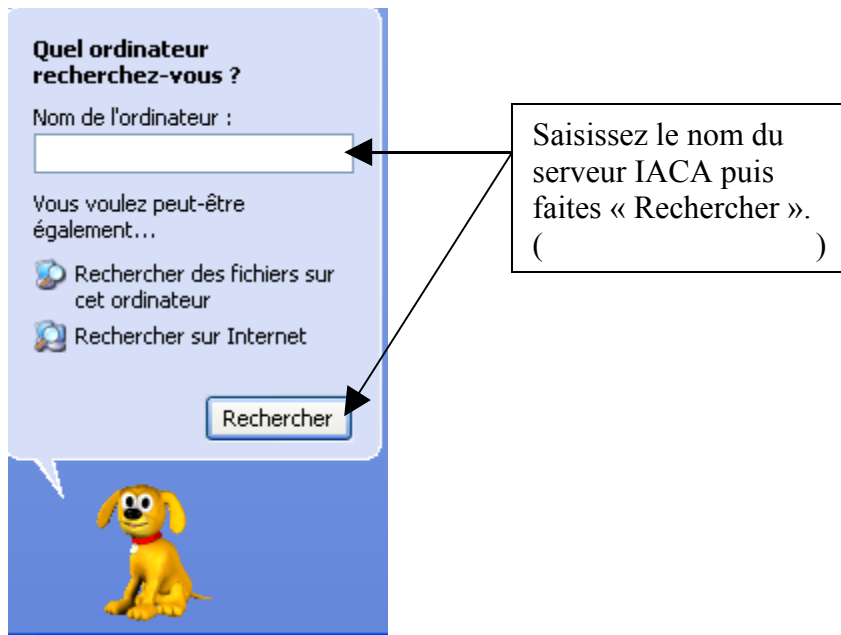 Quel ordinateur
recherchez-vous ?
Nom de l'ordinateur :
Vous voulez peut-être
également...
Rechercher des fichiers sur
cet ordinateur
Rechercher sur Internet
Rechercher
Saisissez le nom du
serveur IACA puis
faites « Rechercher ».
( )